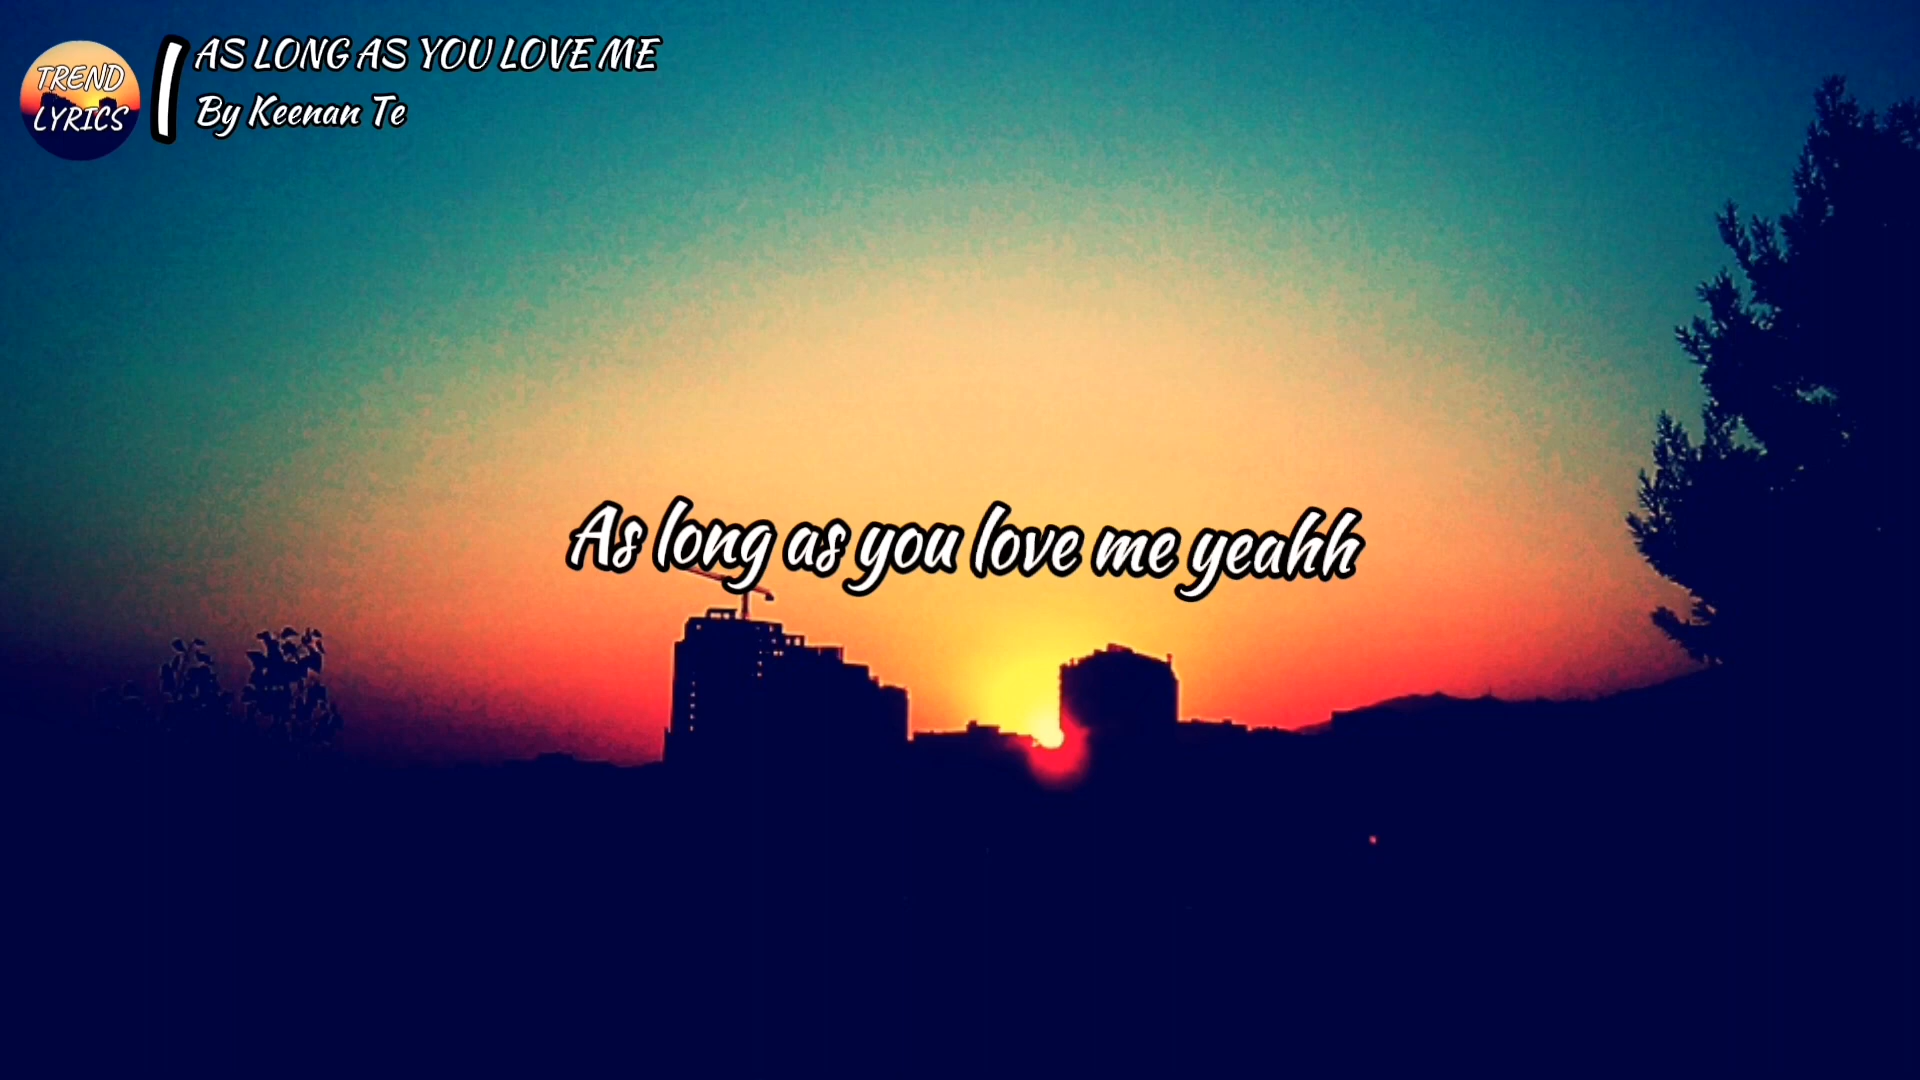 TREND
LYRICS
AS LONG AS YOU LOVE ME
By Keenan Te
As long as you love me yeahh